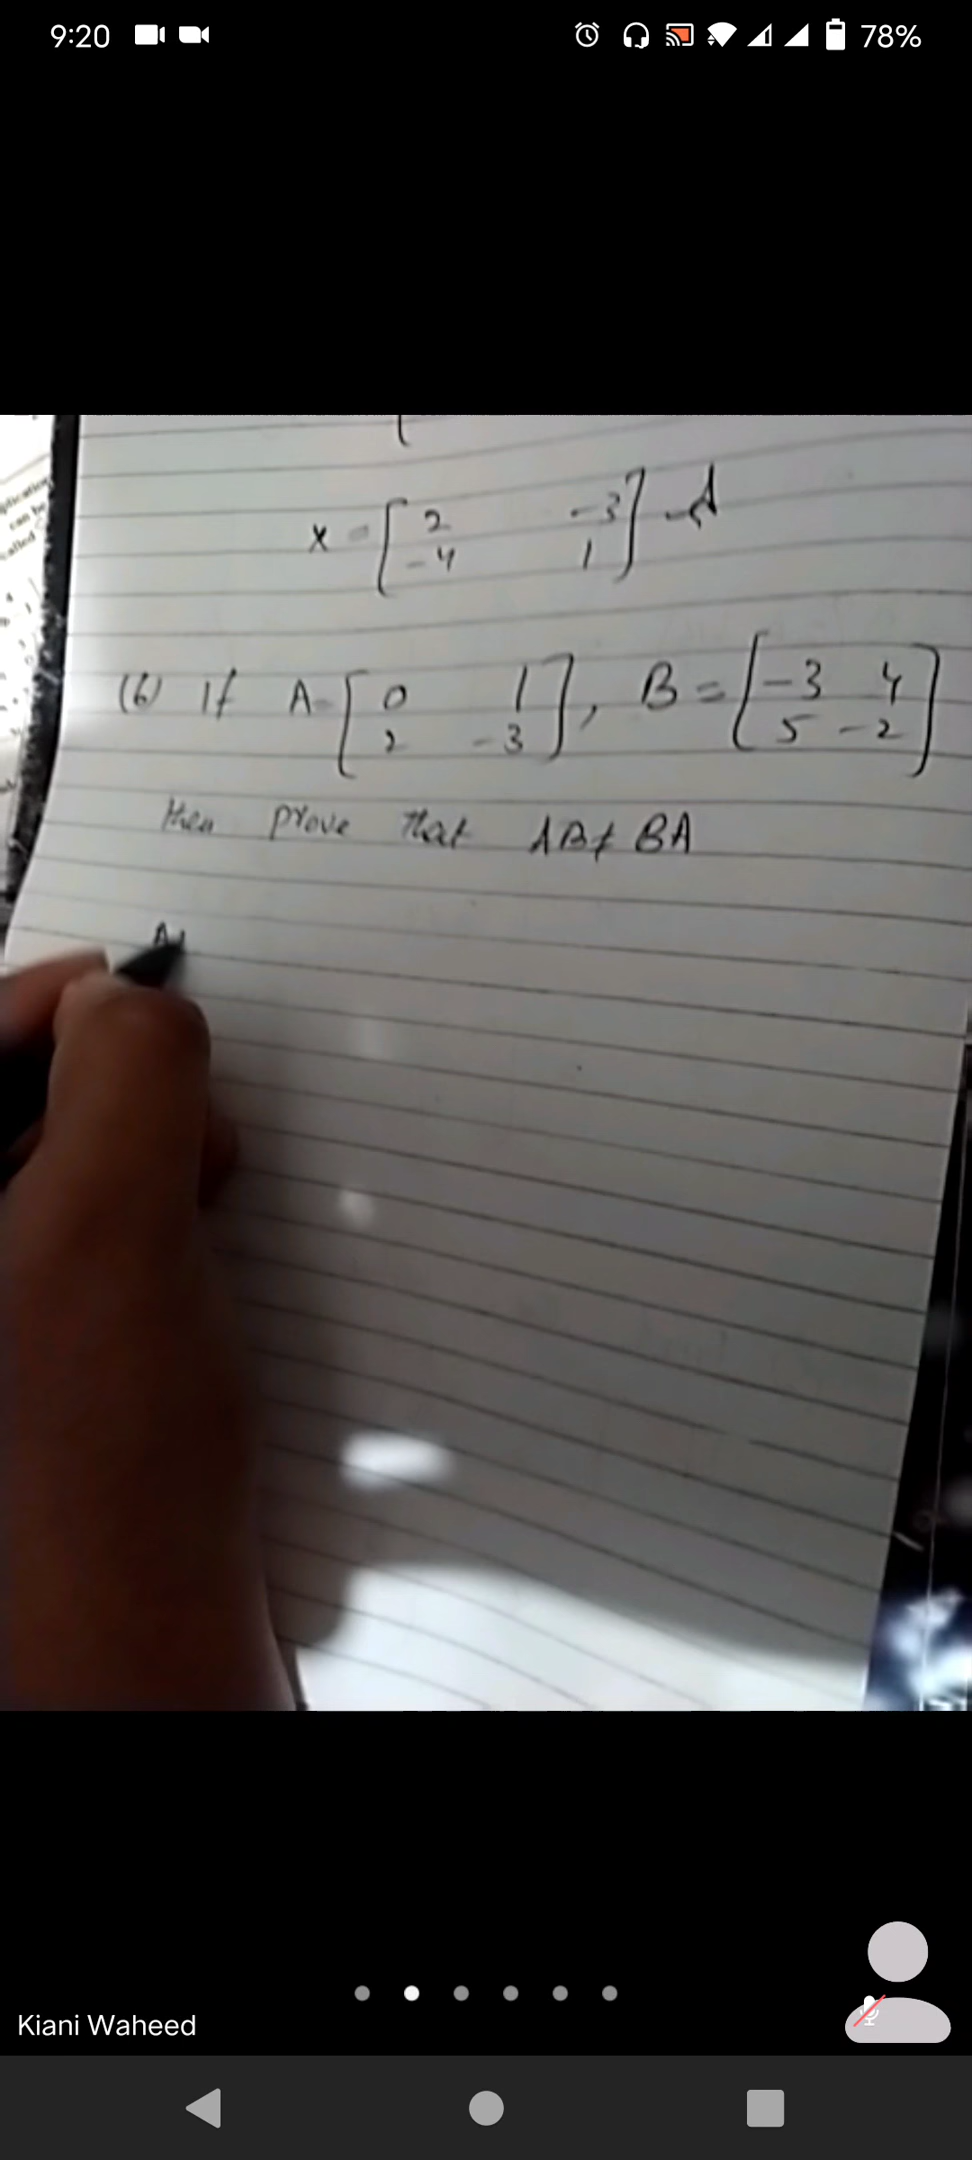 9:20 78%
x = [ 2 -3
-4 1 ]
(6) If A = [ 0 1
2 -3 ], B = [ -3 4
5 -2 ]
then prove that AB ≠ BA
Kiani Waheed